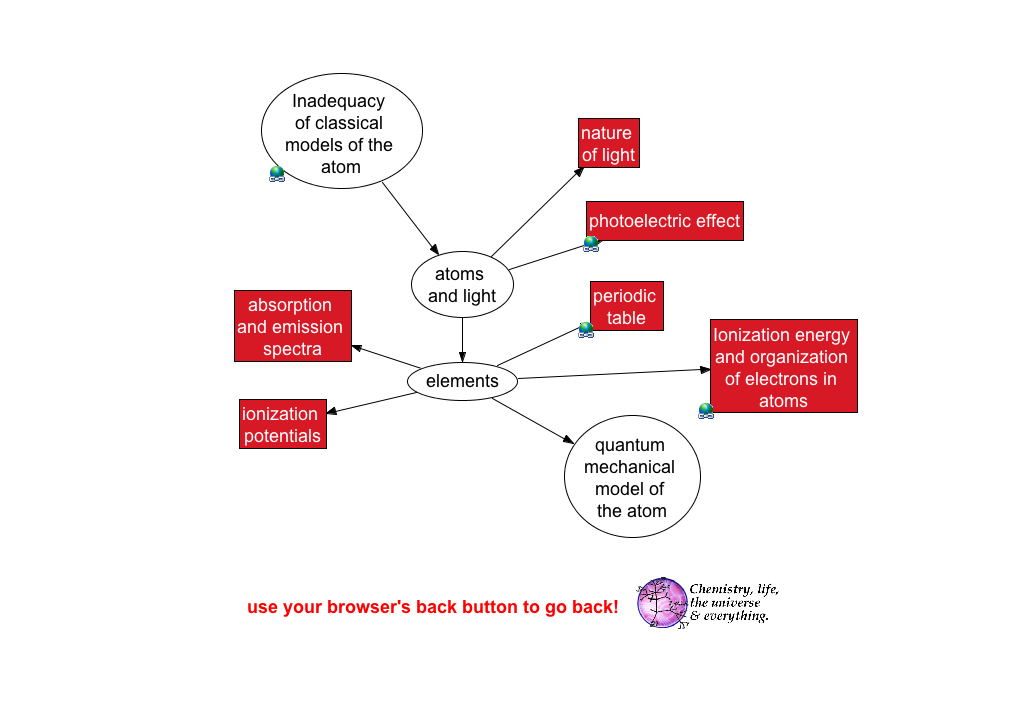 Inadequacy
of classical
models of the
atom
nature
of light
photoelectric effect
atoms
and light
periodic
table
absorption
and emission
spectra
Ionization energy
and organization
of electrons in
atoms
elements
ionization
potentials
quantum
mechanical
model of
the atom
use your browser's back button to go back!
Chemistry, life,
the universe
& everything.